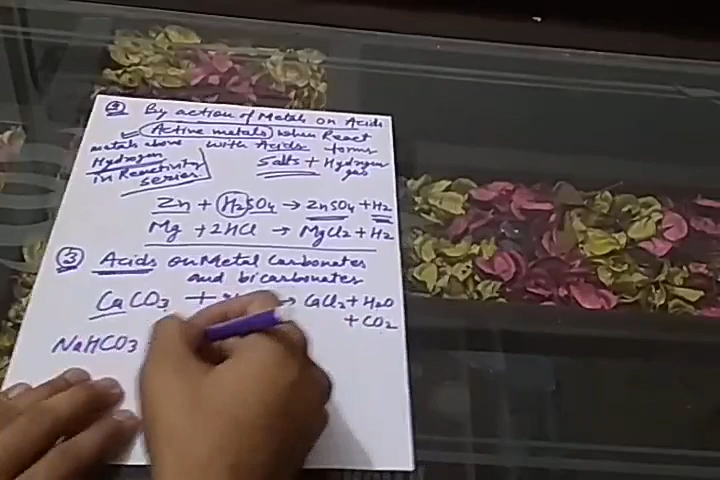 ② By action of Metals on Acids
Active metals when React
metals above with Acids forms
Hydrogen Salts + Hydrogen
in Reactivity gas
series
Zn + H2SO4 → ZnSO4 + H2
Mg + 2HCl → MgCl2 + H2
③ Acids on Metal Carbonates
and bicarbonates
CaCO3 + → CaCl2 + H2O
+ CO2
NaHCO3